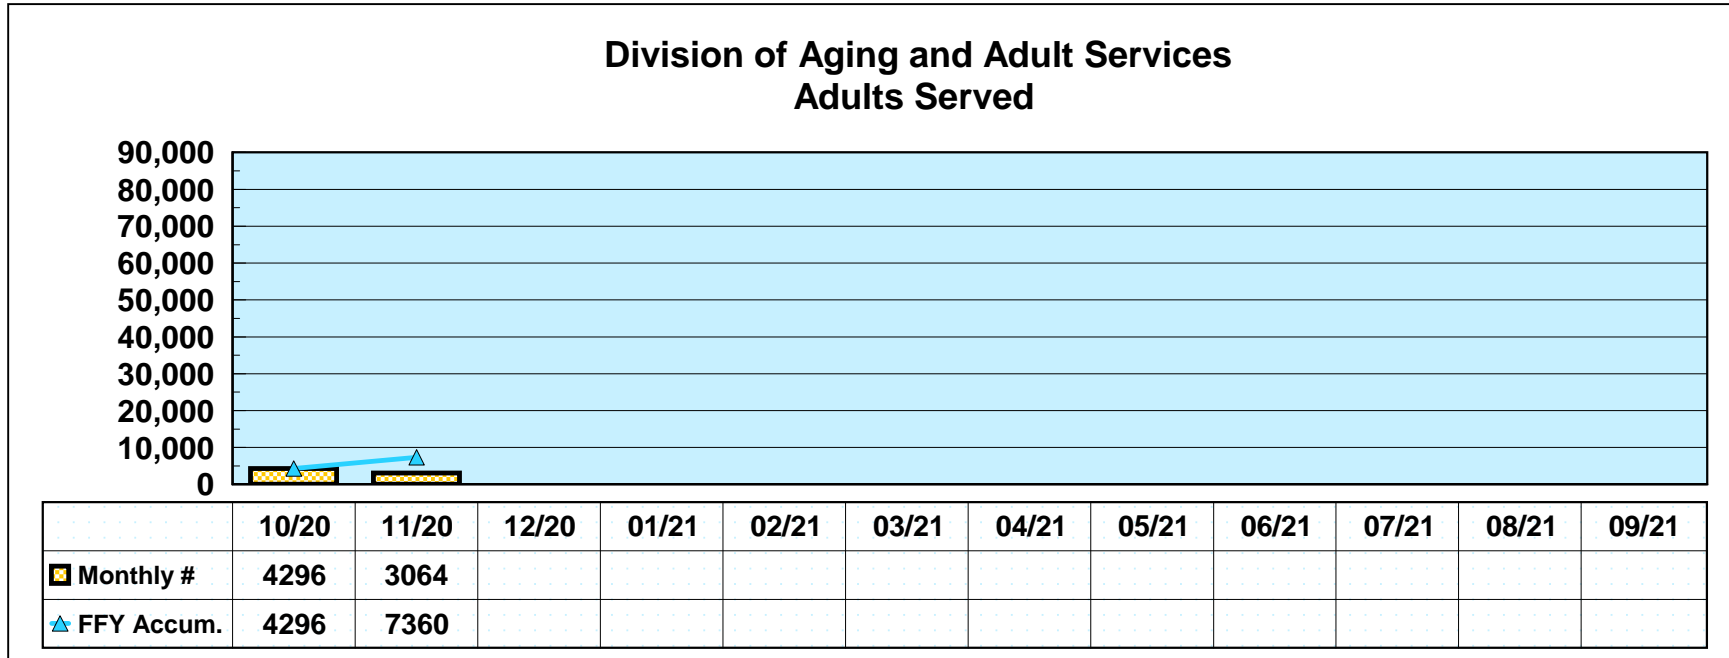 Division of Aging and Adult Services
Adults Served
90,000
80,000
70,000
60,000
50,000
40,000
30,000
20,000
10,000
0
10/20 11/20 12/20 01/21 02/21 03/21 04/21 05/21 06/21 07/21 08/21 09/21
Monthly # 4296 3064
FFY Accum. 4296 7360